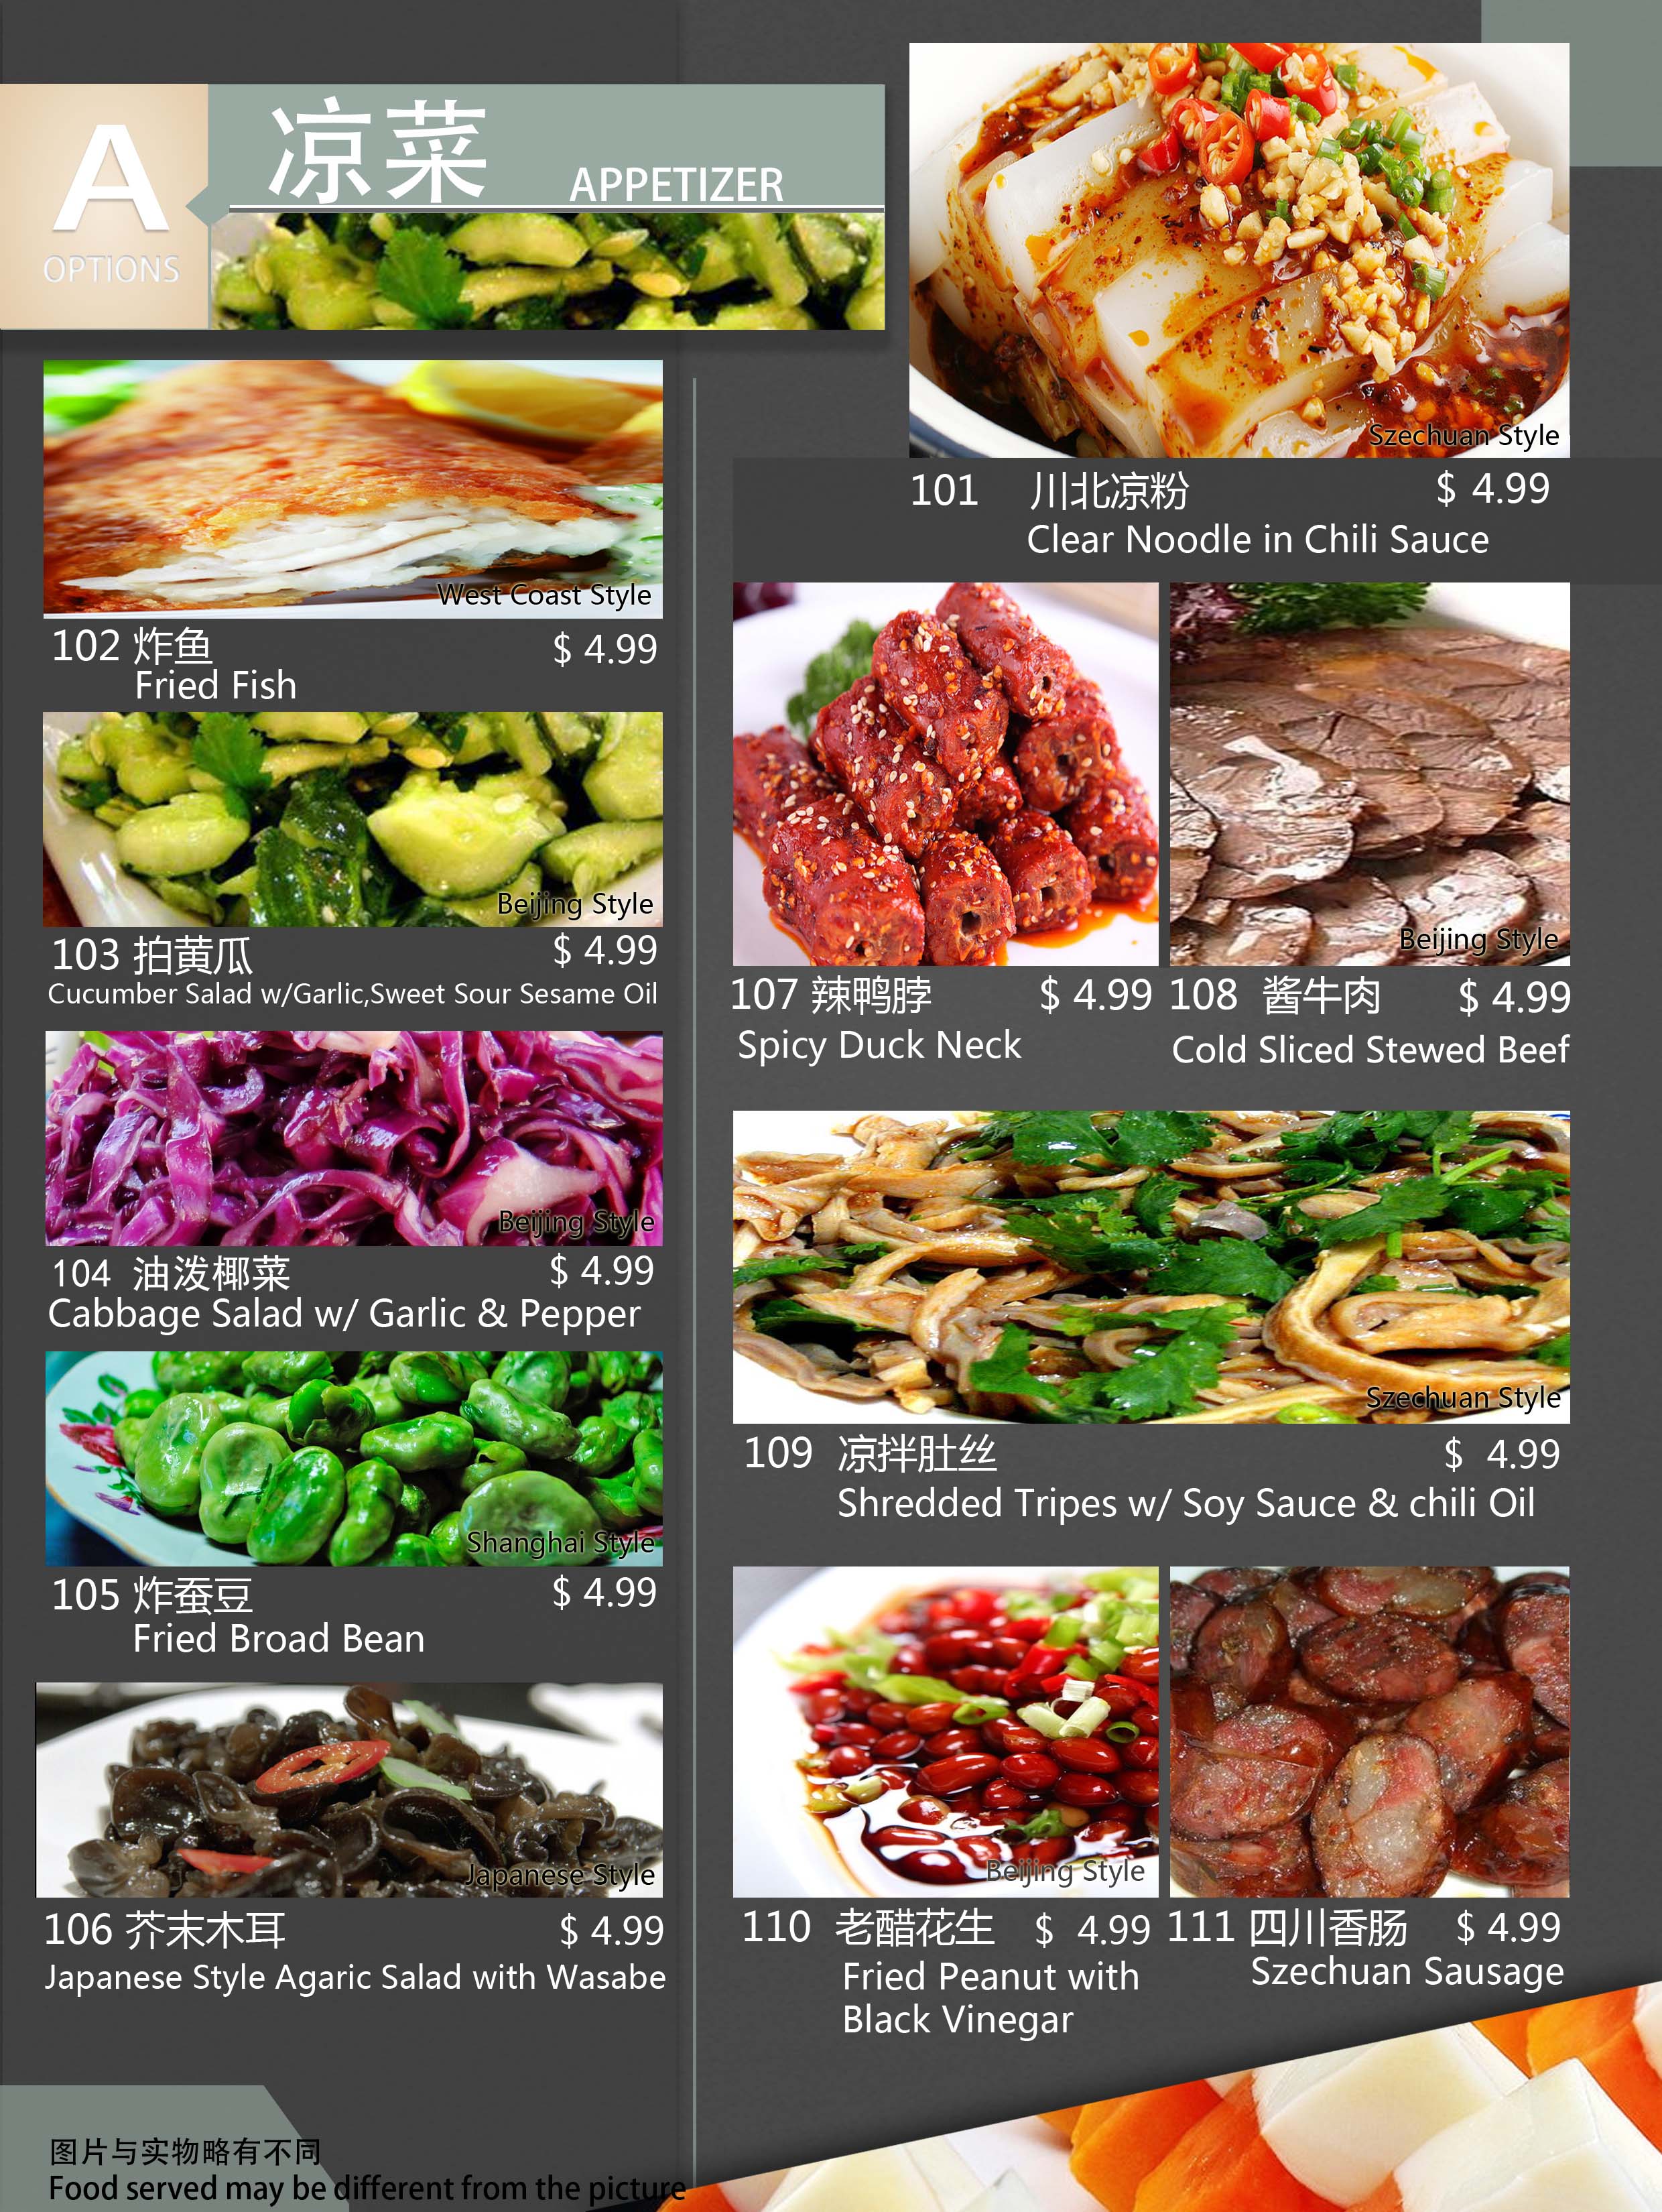 A
OPTIONS
凉菜
APPETIZER
Szechuan Style
101 川北凉粉 $ 4.99
Clear Noodle in Chili Sauce
West Coast Style
102 炸鱼 $ 4.99
Fried Fish
Beijing Style
103 拍黄瓜 $ 4.99
Cucumber Salad w/Garlic,Sweet Sour Sesame Oil
Beijing Style
104 油泼椰菜 $ 4.99
Cabbage Salad w/ Garlic & Pepper
Shanghai Style
105 炸蚕豆 $ 4.99
Fried Broad Bean
Japanese Style
106 芥末木耳 $ 4.99
Japanese Style Agaric Salad with Wasabe
107 辣鸭脖 $ 4.99
Spicy Duck Neck
Beijing Style
108 酱牛肉 $ 4.99
Cold Sliced Stewed Beef
Szechuan Style
109 凉拌肚丝 $ 4.99
Shredded Tripes w/ Soy Sauce & chili Oil
Beijing Style
110 老醋花生 $ 4.99
Fried Peanut with
Black Vinegar
111 四川香肠 $ 4.99
Szechuan Sausage
图片与实物略有不同
Food served may be different from the picture